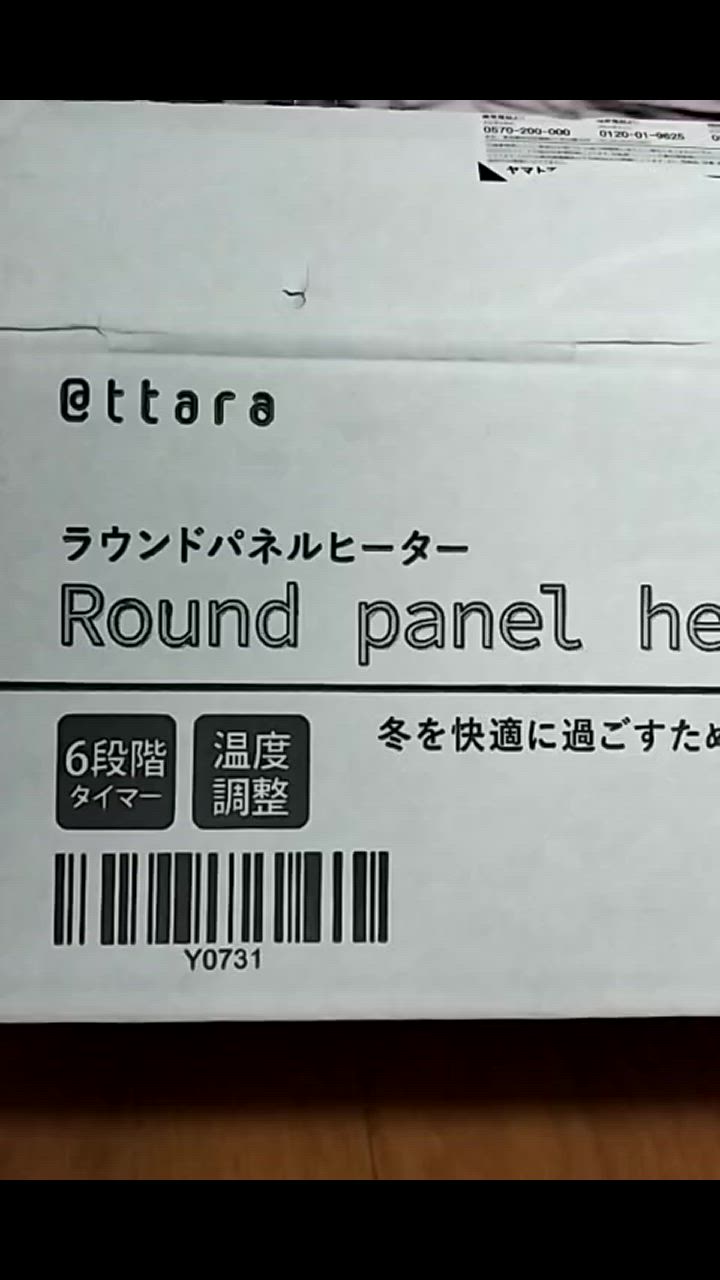 0570-200-000 0120-01-9625
ヤマト
@ttara
ラウンドパネルヒーター
Round panel he
6段階
タイマー
温度
調整
冬を快適に過ごすため
Y0731